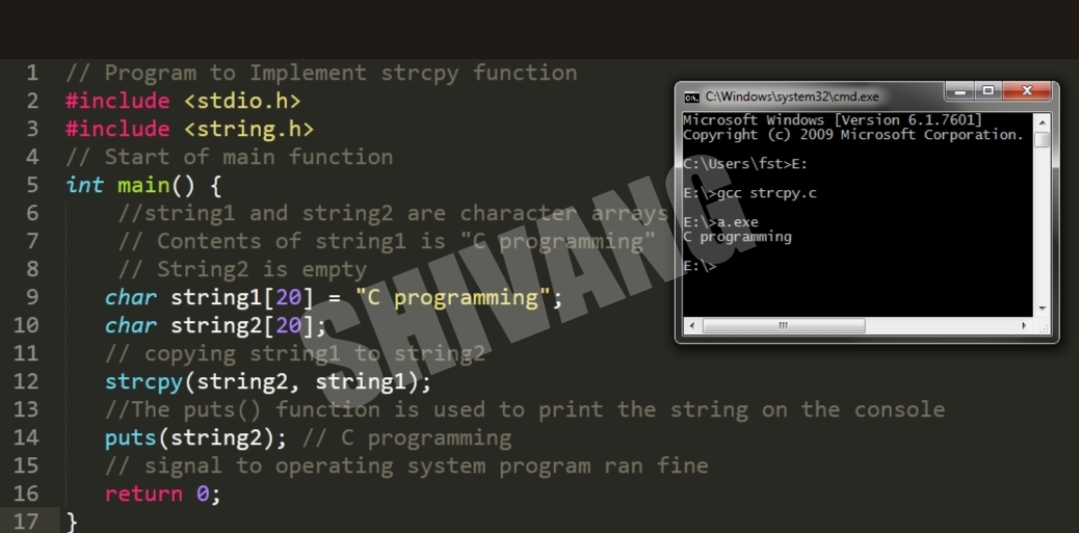 1 // Program to Implement strcpy function
2 #include <stdio.h>
3 #include <string.h>
4 // Start of main function
5 int main() {
6 //string1 and string2 are character arrays
7 // Contents of string1 is "C programming"
8 // String2 is empty
9 char string1[20] = "C programming";
10 char string2[20];
11 // copying string1 to string2
12 strcpy(string2, string1);
13 //The puts() function is used to print the string on the console
14 puts(string2); // C programming
15 // signal to operating system program ran fine
16 return 0;
17 }
C:\Windows\system32\cmd.exe
Microsoft Windows [Version 6.1.7601]
Copyright (c) 2009 Microsoft Corporation.
C:\Users\fst>E:
E:\>gcc strcpy.c
E:\>a.exe
C programming
E:\>
SHIVANG